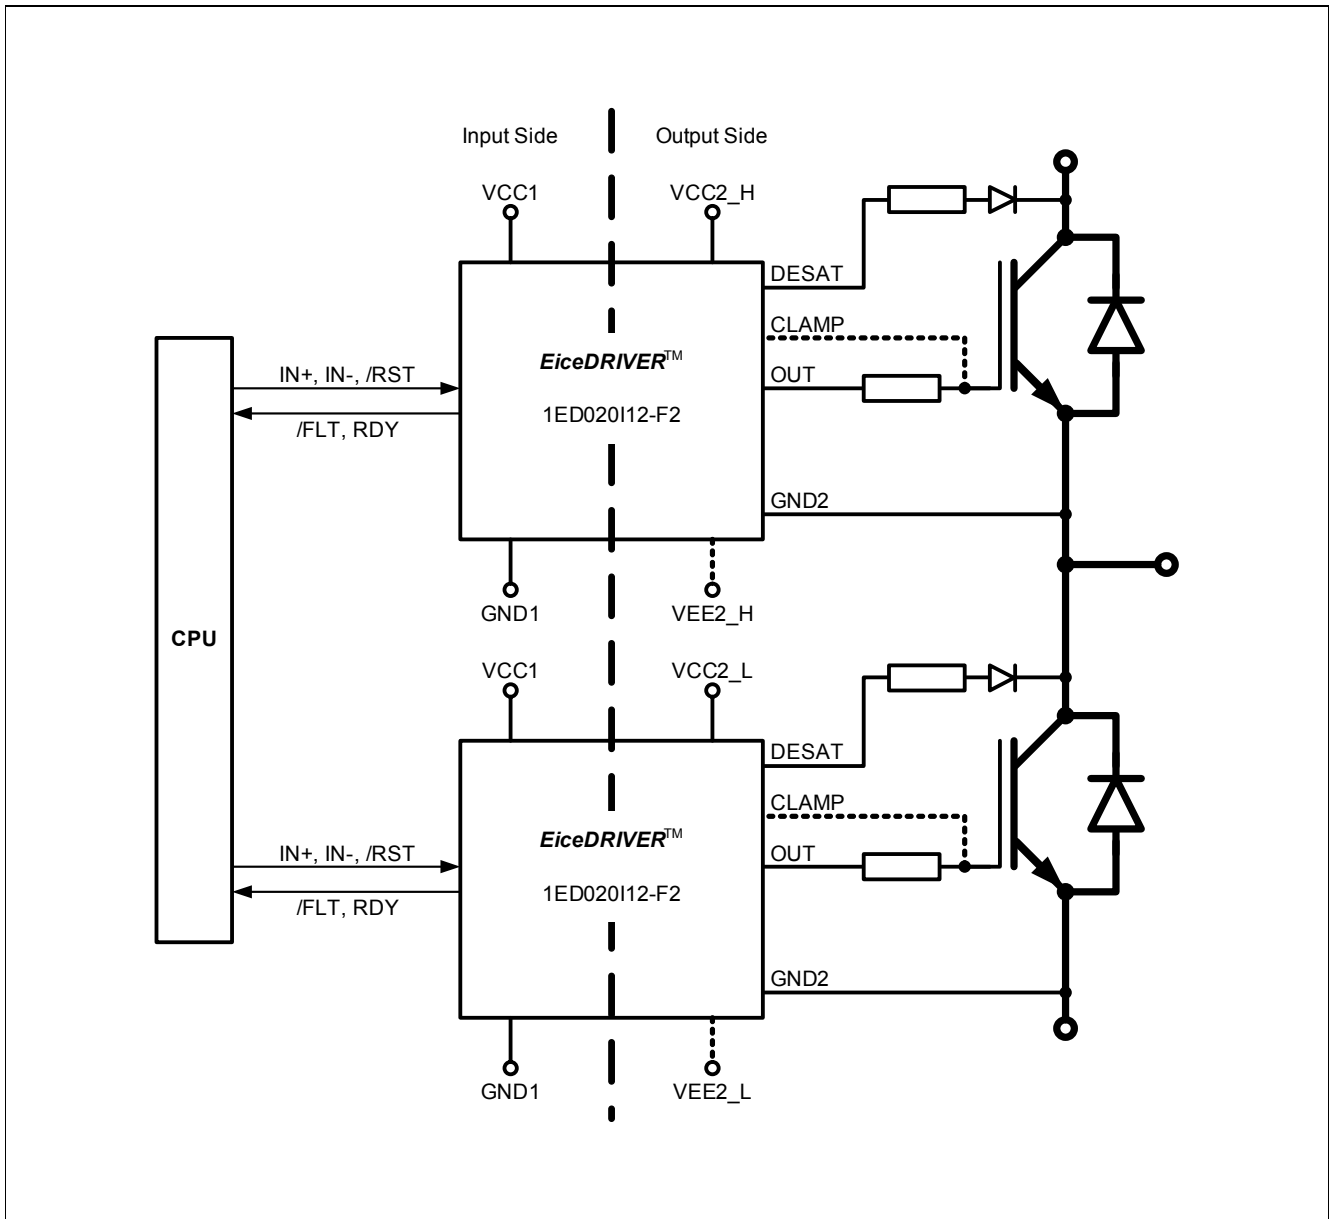 Input Side
Output Side
VCC1
VCC2_H
DESAT
CLAMP
EiceDRIVER™
OUT
IN+, IN-, /RST
1ED020I12-F2
/FLT, RDY
GND2
GND1
VEE2_H
CPU
VCC1
VCC2_L
DESAT
CLAMP
EiceDRIVER™
OUT
IN+, IN-, /RST
1ED020I12-F2
/FLT, RDY
GND2
GND1
VEE2_L